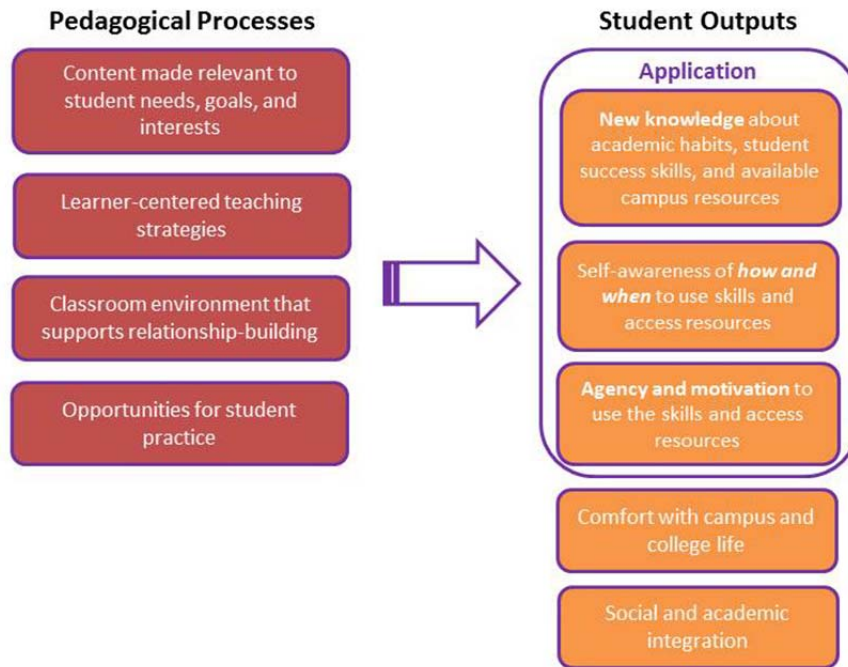 Pedagogical Processes
Content made relevant to
student needs, goals, and
interests
Learner-centered teaching
strategies
Classroom environment that
supports relationship-building
Opportunities for student
practice
Student Outputs
Application
New knowledge about
academic habits, student
success skills, and available
campus resources
Self-awareness of how and
when to use skills and
access resources
Agency and motivation to
use the skills and access
resources
Comfort with campus and
college life
Social and academic
integration